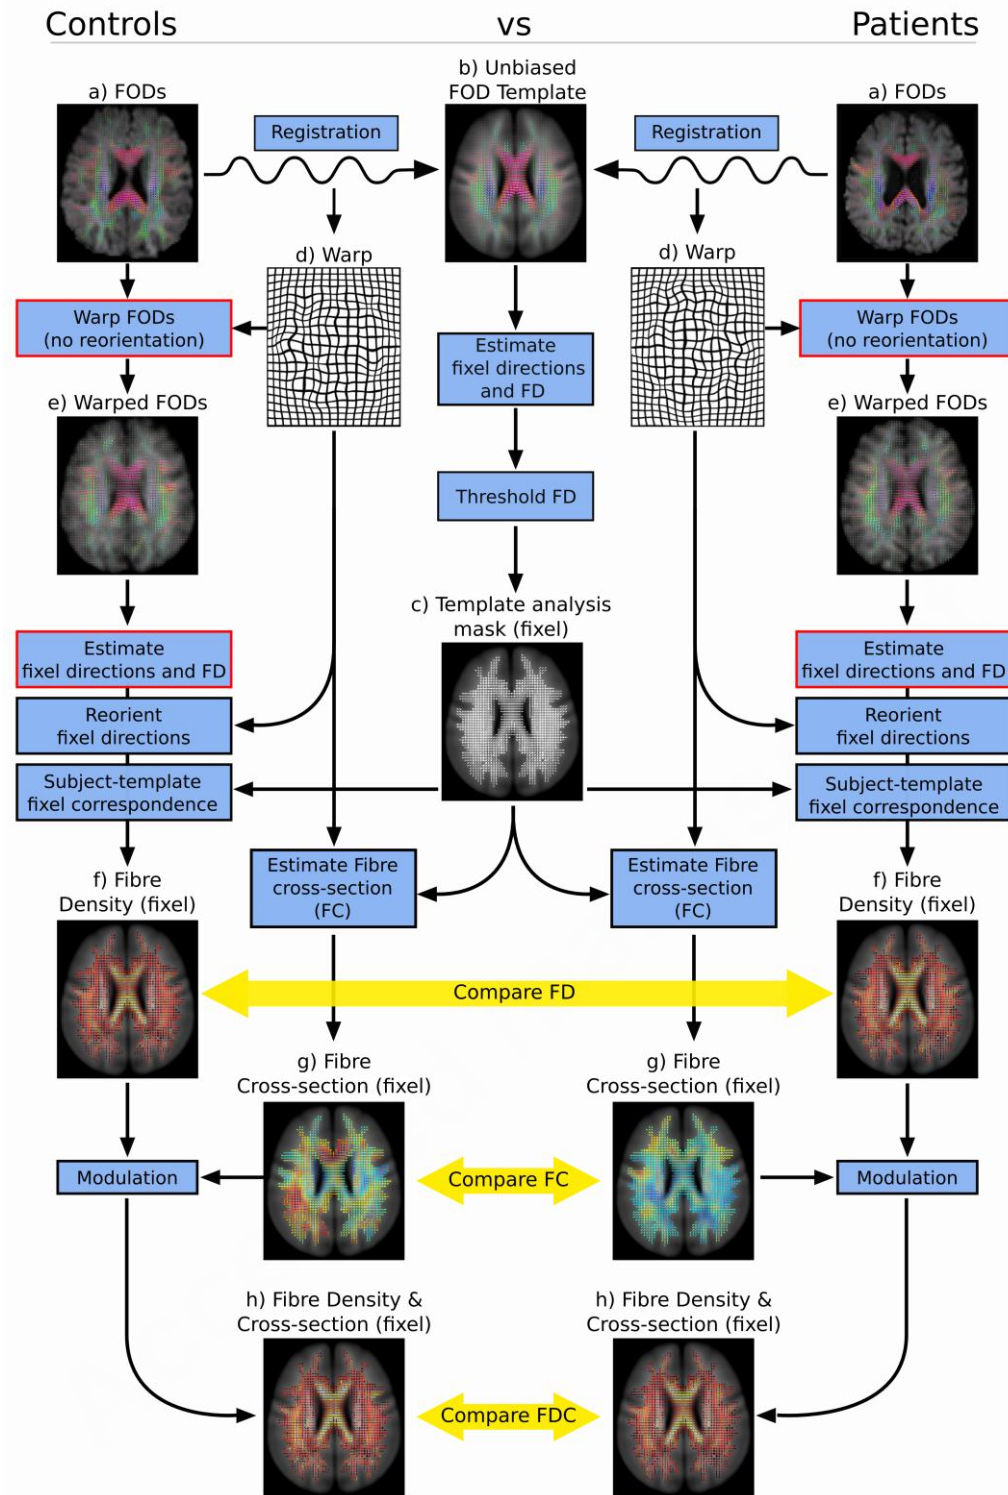 Controls
vs
Patients
a) FODs
b) Unbiased
FOD Template
a) FODs
Registration
Registration
d) Warp
d) Warp
Warp FODs
(no reorientation)
Warp FODs
(no reorientation)
Estimate
fixel directions
and FD
e) Warped FODs
e) Warped FODs
Threshold FD
c) Template analysis
mask (fixel)
Estimate
fixel directions and FD
Estimate
fixel directions and FD
Reorient
fixel directions
Reorient
fixel directions
Subject-template
fixel correspondence
Subject-template
fixel correspondence
Estimate Fibre
cross-section
(FC)
Estimate Fibre
cross-section
(FC)
f) Fibre
Density (fixel)
f) Fibre
Density (fixel)
Compare FD
g) Fibre
Cross-section (fixel)
g) Fibre
Cross-section (fixel)
Modulation
Compare FC
Modulation
h) Fibre Density &
Cross-section (fixel)
h) Fibre Density &
Cross-section (fixel)
Compare FDC